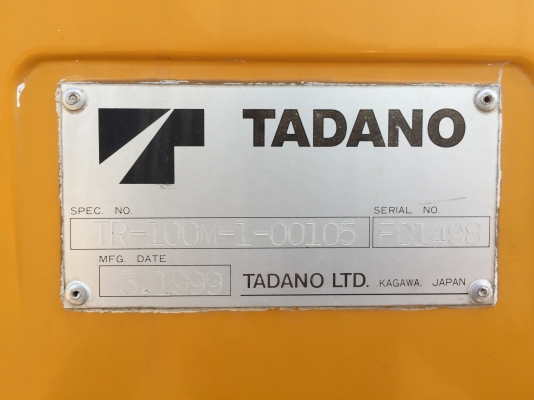 TADANO
SPEC. NO. SERIAL NO.
TR-100M-1-00105 FC1498
MFG. DATE
3.1999 TADANO LTD. KAGAWA, JAPAN